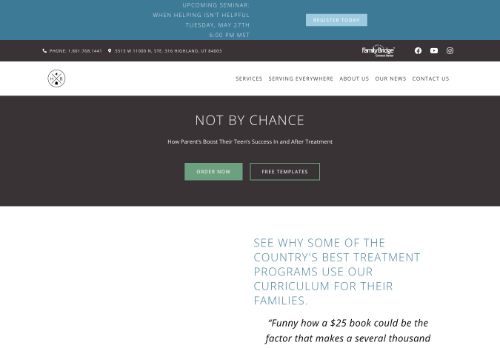 UPCOMING SEMINAR:
WHEN HELPING ISN'T HELPFUL
TUESDAY, MAY 27TH
6:00 PM MST
REGISTER TODAY
PHONE: 1.801.768.1441
5513 W 11000 N, STE. 316 HIGHLAND, UT 84003
FamilyBridge
SERVICES
SERVING EVERYWHERE
ABOUT US
OUR NEWS
CONTACT US
NOT BY CHANCE
How Parent's Boost Their Teen's Success In and After Treatment
ORDER NOW
FREE TEMPLATES
SEE WHY SOME OF THE
COUNTRY'S BEST TREATMENT
PROGRAMS USE OUR
CURRICULUM FOR THEIR
FAMILIES.
“Funny how a $25 book could be the
factor that makes a several thousand